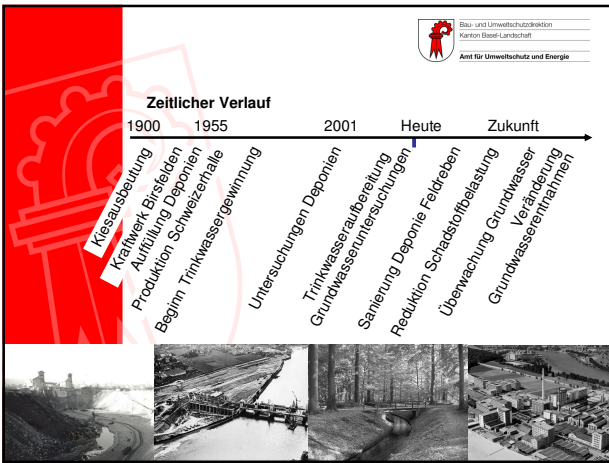 Bau- und Umweltschutzdirektion
Kanton Basel-Landschaft
Amt für Umweltschutz und Energie
Zeitlicher Verlauf
1900 1955 2001 Heute Zukunft
Kiesausbeutung
Kraftwerk Birsfelden
Auffüllung Deponien
Produktion Schweizerhalle
Beginn Trinkwassergewinnung
Untersuchungen Deponien
Trinkwasseraufbereitung
Grundwasseruntersuchungen
Sanierung Deponie Feldreben
Reduktion Schadstoffbelastung
Überwachung Grundwasser
Veränderung
Grundwasserentnahmen